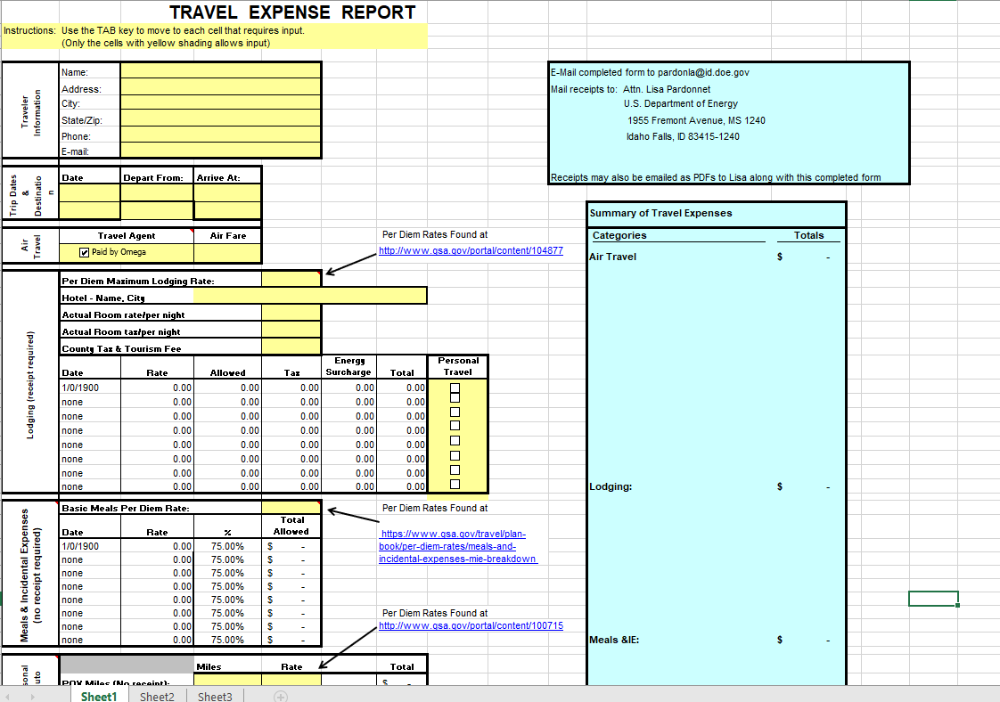 TRAVEL EXPENSE REPORT
Instructions: Use the TAB key to move to each cell that requires input.
(Only the cells with yellow shading allows input)
Traveler Information
Name:
Address:
City:
State/Zip:
Phone:
E-mail:
E-Mail completed form to pardonla@id.doe.gov
Mail receipts to: Attn. Lisa Pardonnet
U.S. Department of Energy
1955 Fremont Avenue, MS 1240
Idaho Falls, ID 83415-1240
Receipts may also be emailed as PDFs to Lisa along with this completed form
Trip Dates
&
Destinatio
n
Date Depart From: Arrive At:
Air
Travel
Travel Agent Air Fare
Paid by Omega
Per Diem Rates Found at
http://www.gsa.gov/portal/content/104877
Summary of Travel Expenses
Categories Totals
Air Travel $ -
Lodging: $ -
Meals &IE: $ -
Lodging (receipt required)
Per Diem Maximum Lodging Rate:
Hotel - Name, City
Actual Room rate/per night
Actual Room tax/per night
County Tax & Tourism Fee
Date Rate Allowed Tax Energy Surcharge Total Personal Travel
1/0/1900 0.00 0.00 0.00 0.00 0.00
none 0.00 0.00 0.00 0.00 0.00
none 0.00 0.00 0.00 0.00 0.00
none 0.00 0.00 0.00 0.00 0.00
none 0.00 0.00 0.00 0.00 0.00
none 0.00 0.00 0.00 0.00 0.00
none 0.00 0.00 0.00 0.00 0.00
none 0.00 0.00 0.00 0.00 0.00
Meals & Incidental Expenses
(no receipt required)
Basic Meals Per Diem Rate:
Date Rate % Total Allowed
1/0/1900 0.00 75.00% $ -
none 0.00 75.00% $ -
none 0.00 75.00% $ -
none 0.00 75.00% $ -
none 0.00 75.00% $ -
none 0.00 75.00% $ -
none 0.00 75.00% $ -
none 0.00 75.00% $ -
Per Diem Rates Found at
https://www.gsa.gov/travel/plan-
book/per-diem-rates/meals-and-
incidental-expenses-mie-breakdown
Per Diem Rates Found at
http://www.gsa.gov/portal/content/100715
sonal
uto
Miles Rate Total
POV Miles (No receipt): $ -
Sheet1 Sheet2 Sheet3